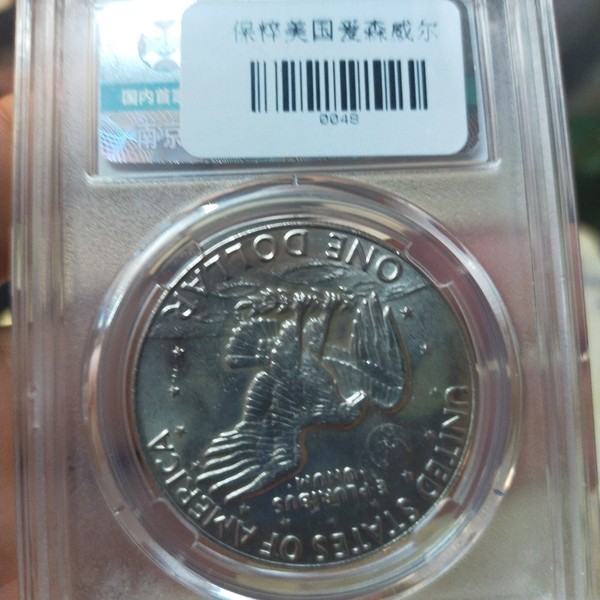 保粹美国爱森威尔
0048
国内首
南京
ONE DOLLAR
UNITED STATES OF AMERICA
E PLURIBUS
UNUM